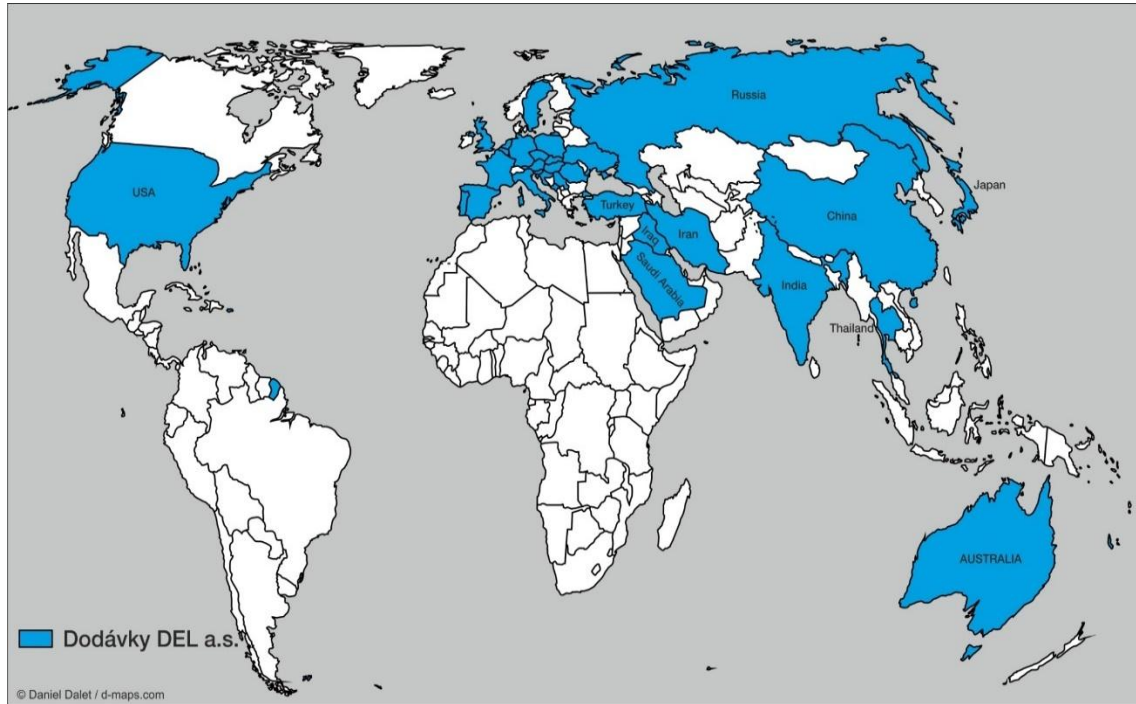 Russia
USA
Japan
Turkey
China
Iraq
Iran
Saudi Arabia
India
Thailand
AUSTRALIA
Dodávky DEL a.s.
© Daniel Dalet / d-maps.com